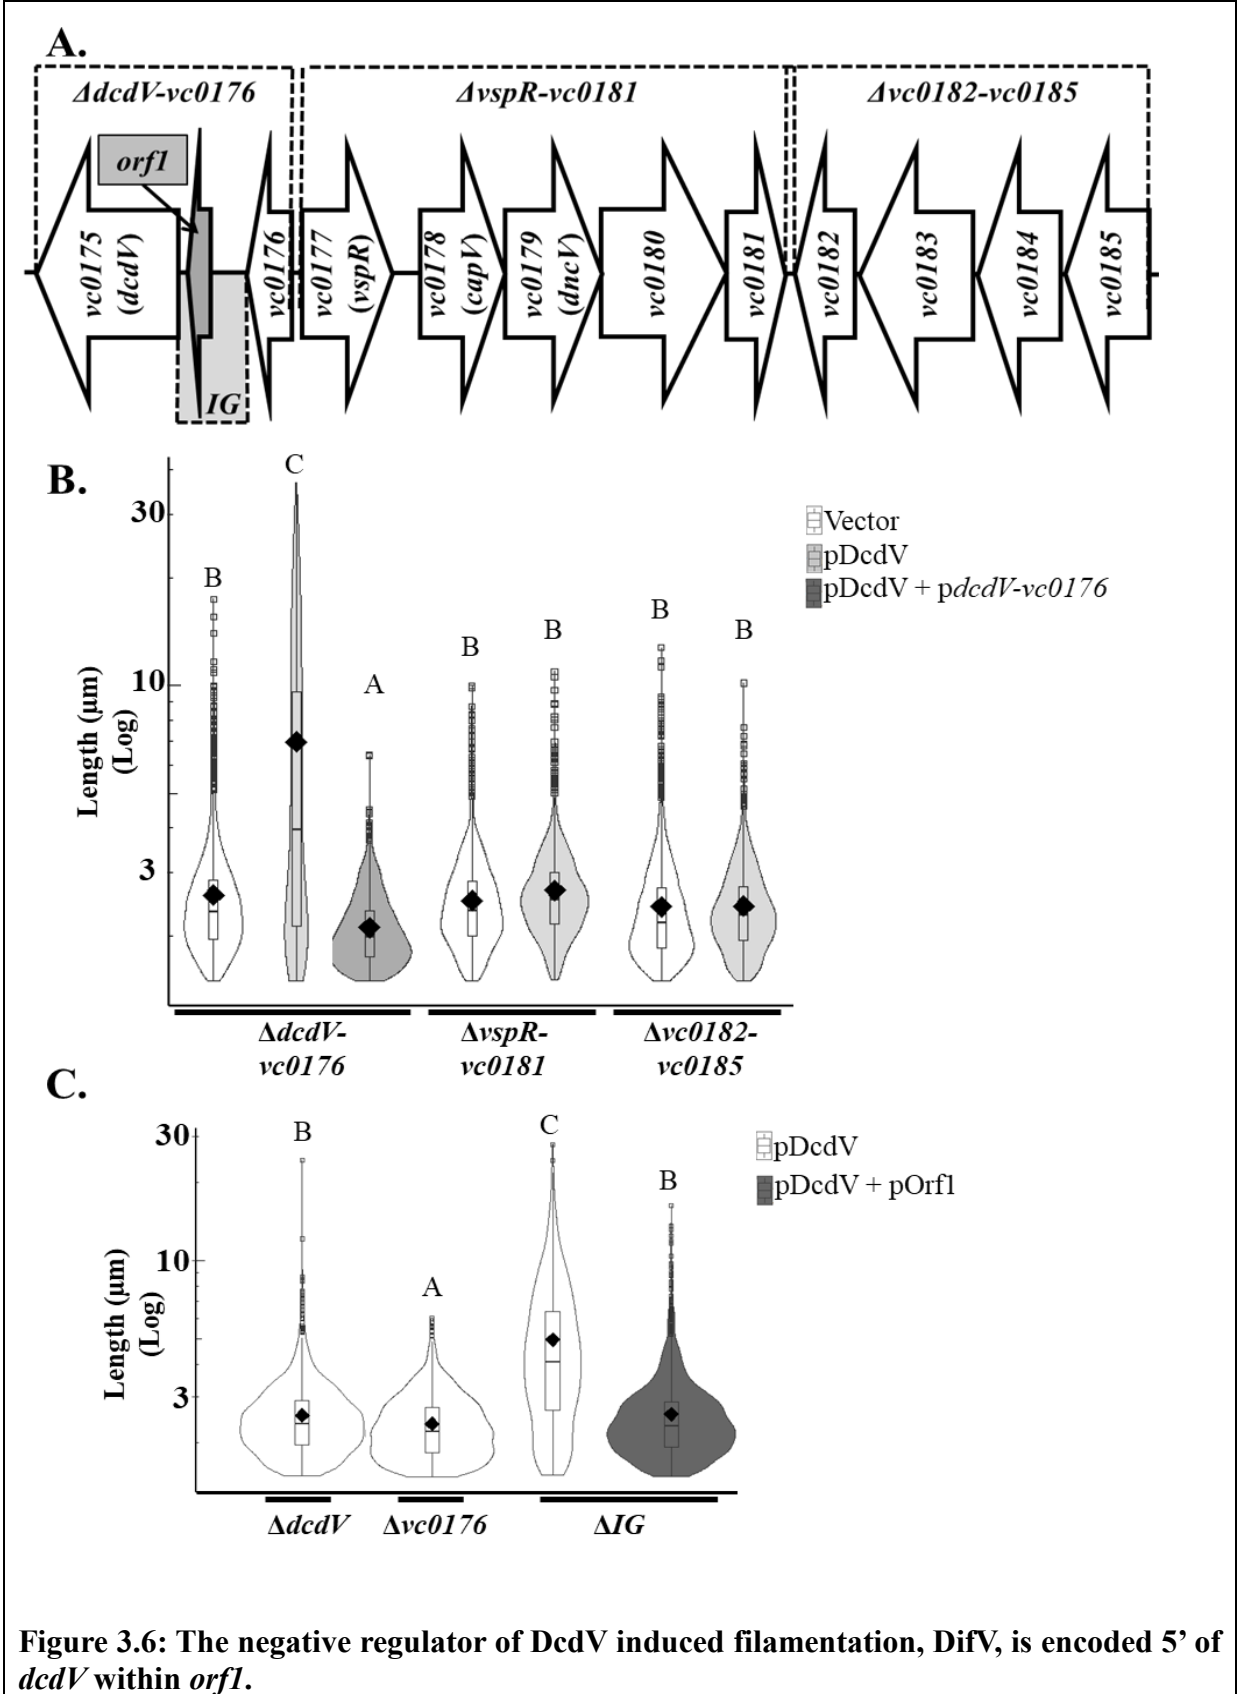 A.
ΔdcdV-vc0176
ΔvspR-vc0181
Δvc0182-vc0185
orf1
vc0175
(dcdV)
vc0176
vc0177
(vspR)
vc0178
(capV)
vc0179
(dncV)
vc0180
vc0181
vc0182
vc0183
vc0184
vc0185
IG
B.
Length (µm)
(Log)
30
10
3
B
C
A
B
B
B
B
Vector
pDcdV
pDcdV + pdcdV-vc0176
ΔdcdV-
vc0176
ΔvspR-
vc0181
Δvc0182-
vc0185
C.
Length (µm)
(Log)
30
10
3
B
A
C
B
pDcdV
pDcdV + pOrf1
ΔdcdV
Δvc0176
ΔIG
Figure 3.6: The negative regulator of DcdV induced filamentation, DifV, is encoded 5’ of
dcdV within orf1.